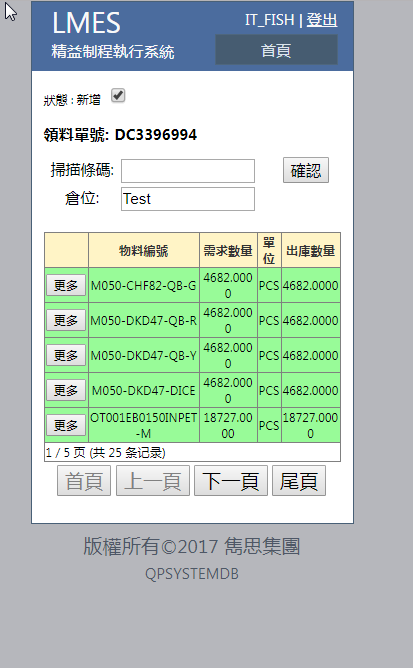 LMES
IT_FISH | 登出
精益制程執行系統
首頁
狀態 : 新增
領料單號: DC3396994
掃描條碼:
確認
倉位: Test
物料編號 需求數量 單位 出庫數量
更多 M050-CHF82-QB-G 4682.0000 PCS 4682.0000
更多 M050-DKD47-QB-R 4682.0000 PCS 4682.0000
更多 M050-DKD47-QB-Y 4682.0000 PCS 4682.0000
更多 M050-DKD47-DICE 4682.0000 PCS 4682.0000
更多 OT001EB0150INPET-M 18727.0000 PCS 18727.0000
1 / 5 页 (共 25 条记录)
首頁 上一頁 下一頁 尾頁
版權所有©2017 雋思集團
QPSYSTEMDB